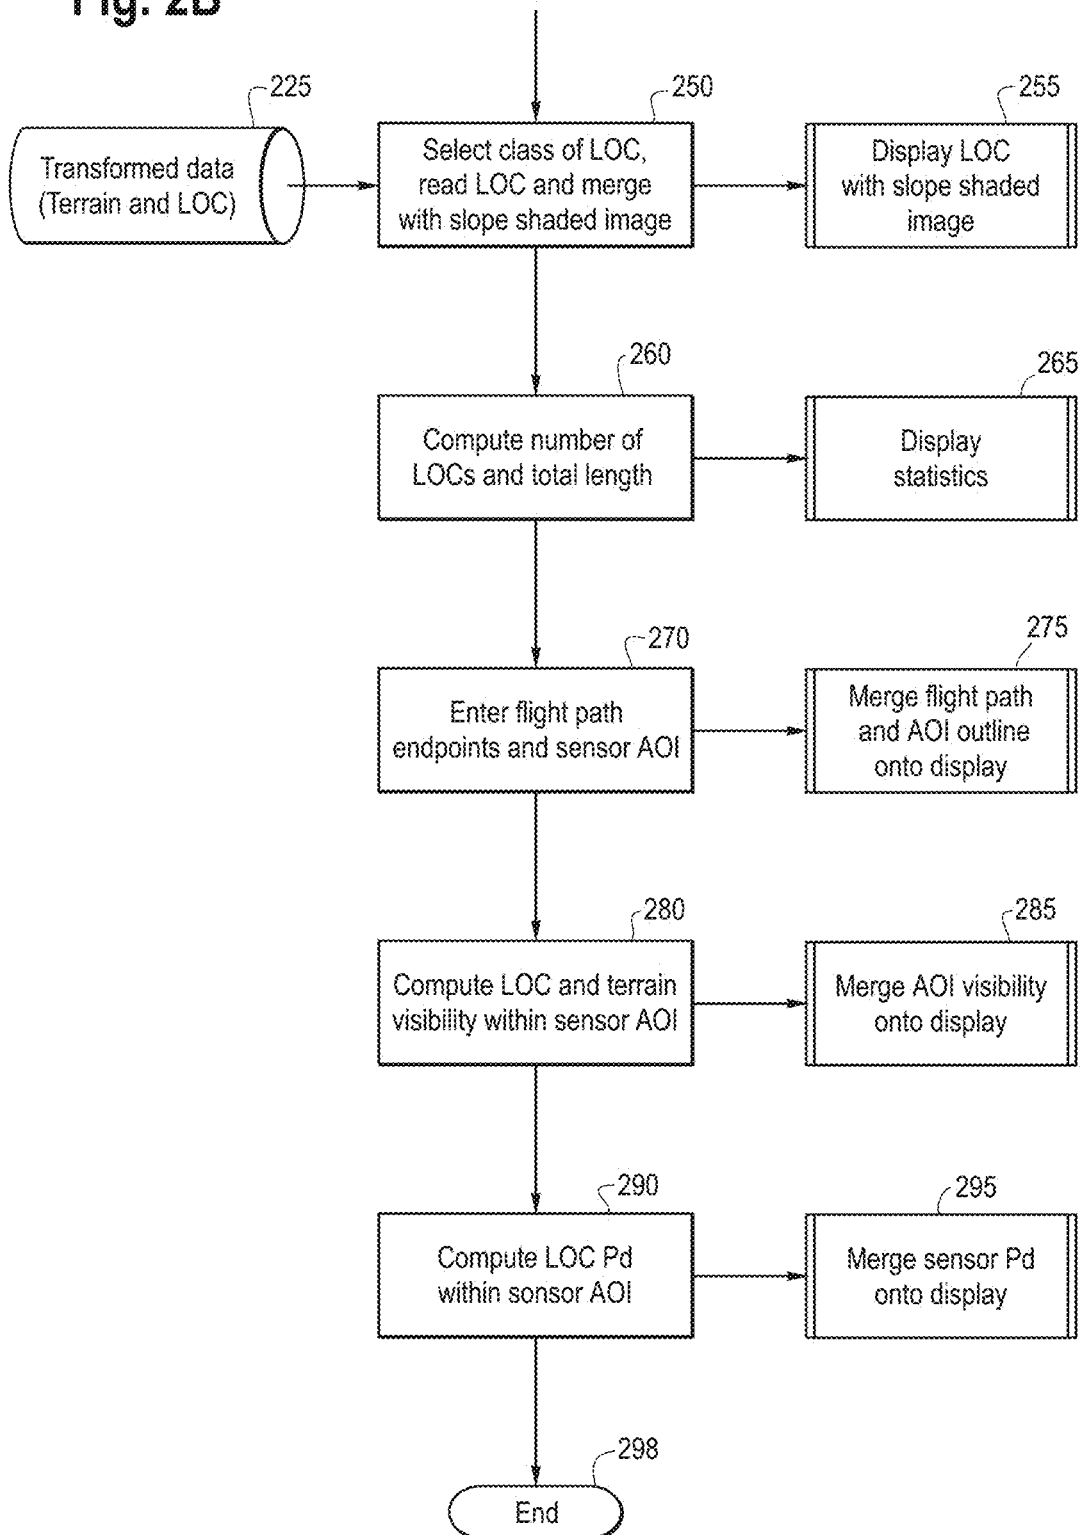 Fig. 2B
225
250
255
Transformed data
(Terrain and LOC)
Select class of LOC,
read LOC and merge
with slope shaded image
Display LOC
with slope shaded
image
260
265
Compute number of
LOCs and total length
Display
statistics
270
275
Enter flight path
endpoints and sensor AOI
Merge flight path
and AOI outline
onto display
280
285
Compute LOC and terrain
visibility within sensor AOI
Merge AOI visibility
onto display
290
295
Compute LOC Pd
within sonsor AOI
Merge sensor Pd
onto display
298
End